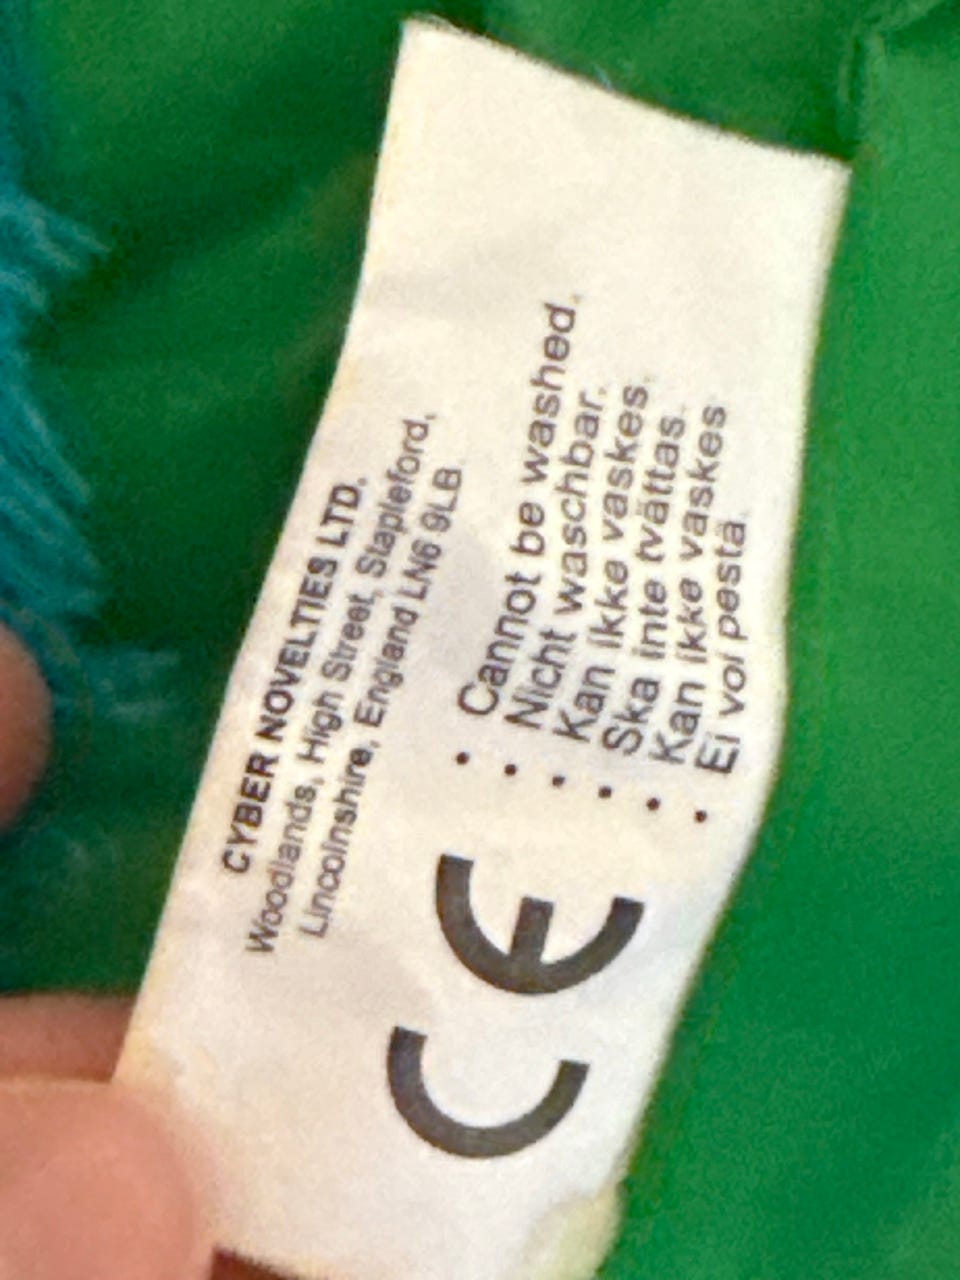 CYBER NOVELTIES LTD.
Woodlands, High Street, Stapleford,
Lincolnshire, England LN6 9LB
CE
• Cannot be washed.
• Nicht waschbar.
• Kan ikke vaskes.
• Ska inte tvättas.
• Kan ikke vaskes
• Ei voi pestä.